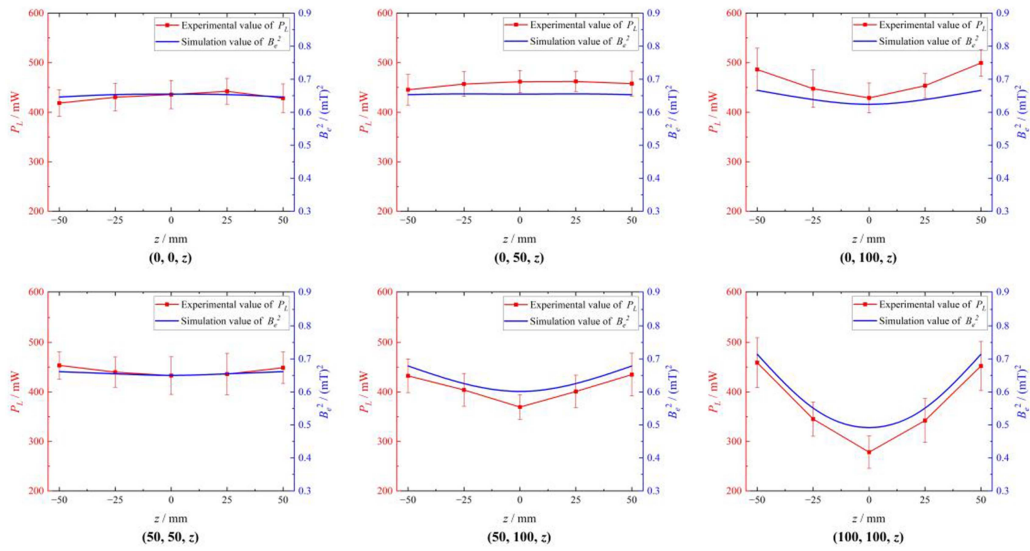 600
500
400
300
200
P_L / mW
Experimental value of P_L
Simulation value of B_e^2
0.9
0.8
0.7
0.6
0.5
0.4
0.3
B_e^2 / (mT)^2
−50 −25 0 25 50
z / mm
(0, 0, z)
600
500
400
300
200
P_L / mW
Experimental value of P_L
Simulation value of B_e^2
0.9
0.8
0.7
0.6
0.5
0.4
0.3
B_e^2 / (mT)^2
−50 −25 0 25 50
z / mm
(0, 50, z)
600
500
400
300
200
P_L / mW
Experimental value of P_L
Simulation value of B_e^2
0.9
0.8
0.7
0.6
0.5
0.4
0.3
B_e^2 / (mT)^2
−50 −25 0 25 50
z / mm
(0, 100, z)
600
500
400
300
200
P_L / mW
Experimental value of P_L
Simulation value of B_e^2
0.9
0.8
0.7
0.6
0.5
0.4
0.3
B_e^2 / (mT)^2
−50 −25 0 25 50
z / mm
(50, 50, z)
600
500
400
300
200
P_L / mW
Experimental value of P_L
Simulation value of B_e^2
0.9
0.8
0.7
0.6
0.5
0.4
0.3
B_e^2 / (mT)^2
−50 −25 0 25 50
z / mm
(50, 100, z)
600
500
400
300
200
P_L / mW
Experimental value of P_L
Simulation value of B_e^2
0.9
0.8
0.7
0.6
0.5
0.4
0.3
B_e^2 / (mT)^2
−50 −25 0 25 50
z / mm
(100, 100, z)